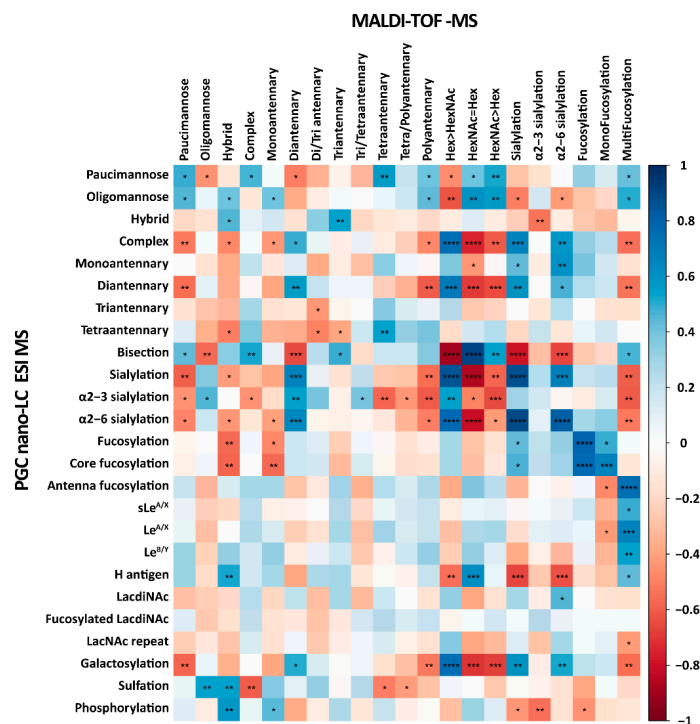 MALDI-TOF -MS
Paucimannose
Oligomannose
Hybrid
Complex
Monoantennary
Diantennary
Di/Tri antennary
Triantennary
Tri/Tetraantennary
Tetraantennary
Tetra/Polyantennary
Polyantennary
Hex>HexNAc
HexNAC=Hex
HexNAc>Hex
Sialylation
α2−3 sialylation
α2−6 sialylation
Fucosylation
MonoFucosylation
MultiFucosylation
PGC nano-LC ESI MS
Paucimannose * * * * ** * * ** *
Oligomannose * * * * ** ** ** * * *
Hybrid * ** **
Complex ** * * * * **** **** ** *** ** **
Monoantennary * * **
Diantennary ** ** ** *** *** *** ** * **
Triantennary *
Tetraantennary * * * **
Bisection * ** ** *** * **** **** ** **** *** *
Sialylation ** * *** ** **** **** ** **** *** **
α2−3 sialylation * * * ** * ** * ** ** * *** **
α2−6 sialylation * * * *** * **** **** * **** **** **
Fucosylation ** * * **** *
Core fucosylation ** ** * **** ***
Antenna fucosylation * ****
sLeA/X *
LeA/X * ***
LeB/Y **
H antigen ** ** *** *** *** *
LacdiNAc *
Fucosylated LacdiNAc
LacNAc repeat *
Galactosylation ** * ** **** *** *** ** ** **
Sulfation ** ** ** * *
Phosphorylation ** * * ** *
1
0.8
0.6
0.4
0.2
0
−0.2
−0.4
−0.6
−0.8
−1